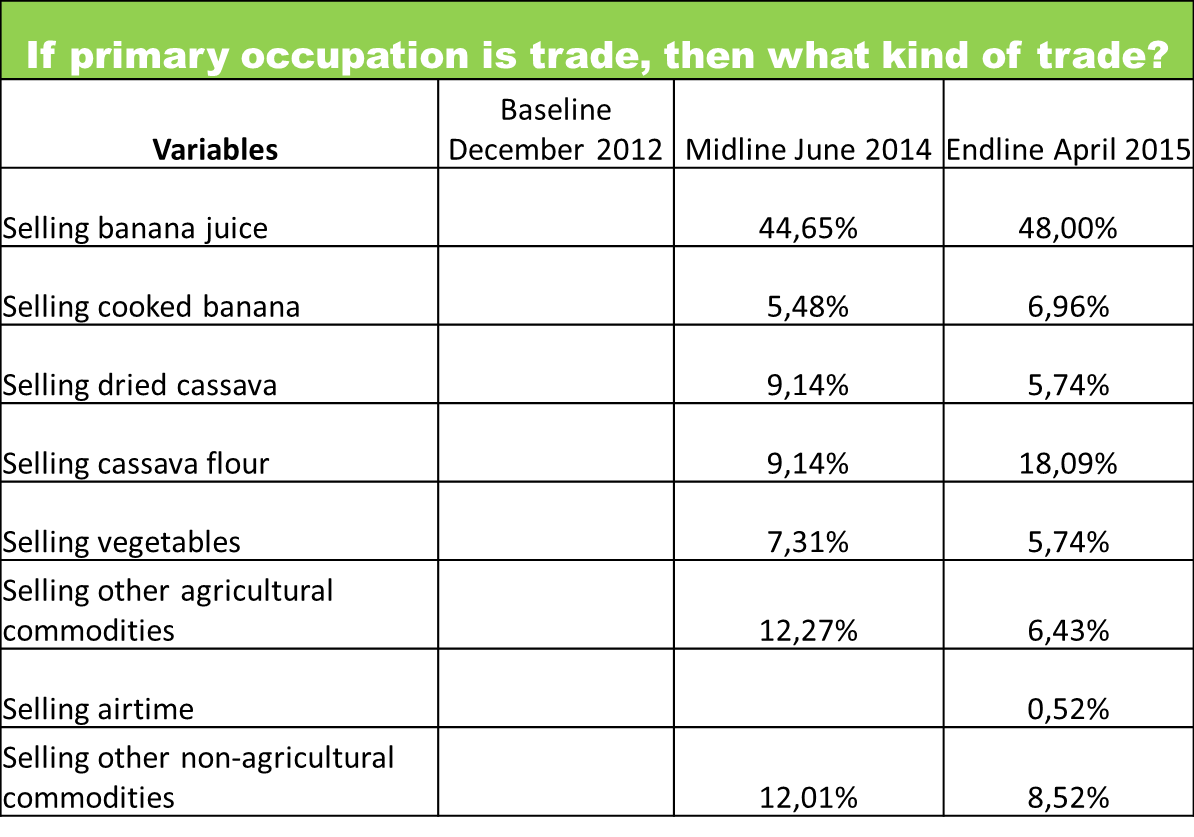 If primary occupation is trade, then what kind of trade?
Variables Baseline December 2012 Midline June 2014 Endline April 2015
Selling banana juice 44,65% 48,00%
Selling cooked banana 5,48% 6,96%
Selling dried cassava 9,14% 5,74%
Selling cassava flour 9,14% 18,09%
Selling vegetables 7,31% 5,74%
Selling other agricultural
commodities 12,27% 6,43%
Selling airtime 0,52%
Selling other non-agricultural
commodities 12,01% 8,52%